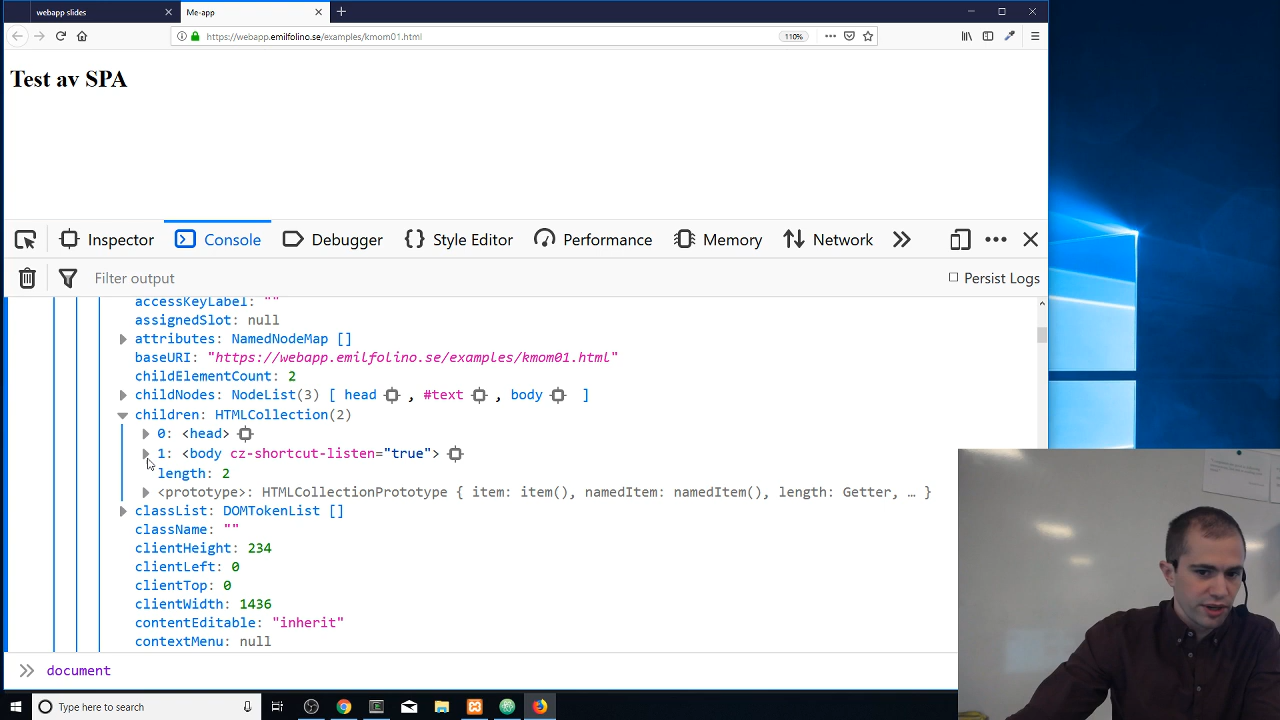 webapp slides
Me-app
https://webapp.emilfolino.se/examples/kmom01.html
110%
Test av SPA
Inspector
Console
Debugger
Style Editor
Performance
Memory
Network
Filter output
Persist Logs
accessKeyLabel: ""
assignedSlot: null
attributes: NamedNodeMap []
baseURI: "https://webapp.emilfolino.se/examples/kmom01.html"
childElementCount: 2
childNodes: NodeList(3) [ head , #text , body ]
children: HTMLCollection(2)
0: <head>
1: <body cz-shortcut-listen="true">
length: 2
<prototype>: HTMLCollectionPrototype { item: item(), namedItem: namedItem(), length: Getter, … }
classList: DOMTokenList []
className: ""
clientHeight: 234
clientLeft: 0
clientTop: 0
clientWidth: 1436
contentEditable: "inherit"
contextMenu: null
document
Type here to search